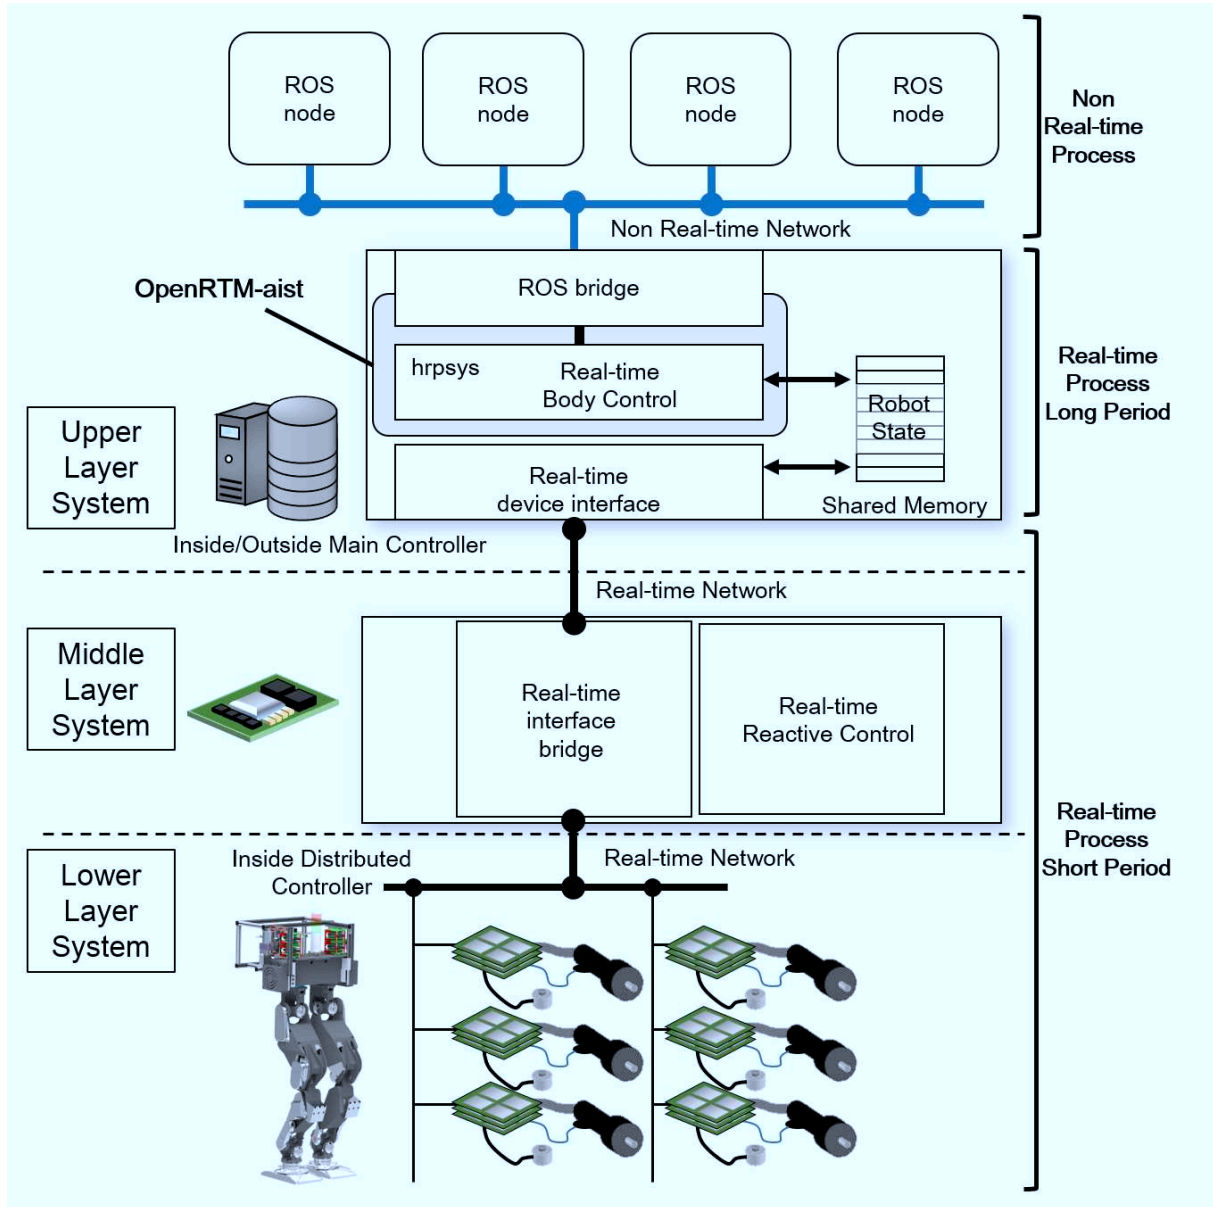 ROS
node
ROS
node
ROS
node
ROS
node
Non
Real-time
Process
Non Real-time Network
OpenRTM-aist
ROS bridge
hrpsys
Real-time
Body Control
Robot
State
Real-time
Process
Long Period
Upper
Layer
System
Real-time
device interface
Shared Memory
Inside/Outside Main Controller
Real-time Network
Middle
Layer
System
Real-time
interface
bridge
Real-time
Reactive Control
Real-time
Process
Short Period
Inside Distributed
Controller
Real-time Network
Lower
Layer
System